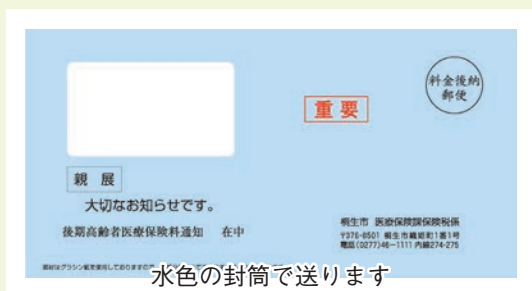 料金後納
郵便
重要
親展
大切なお知らせです。
後期高齢者医療保険料通知 在中
桐生市 医療保険課保険税係
〒376-8501 桐生市織姫町1番1号
電話(0277)46-1111 内線274-275
水色の封筒で送ります